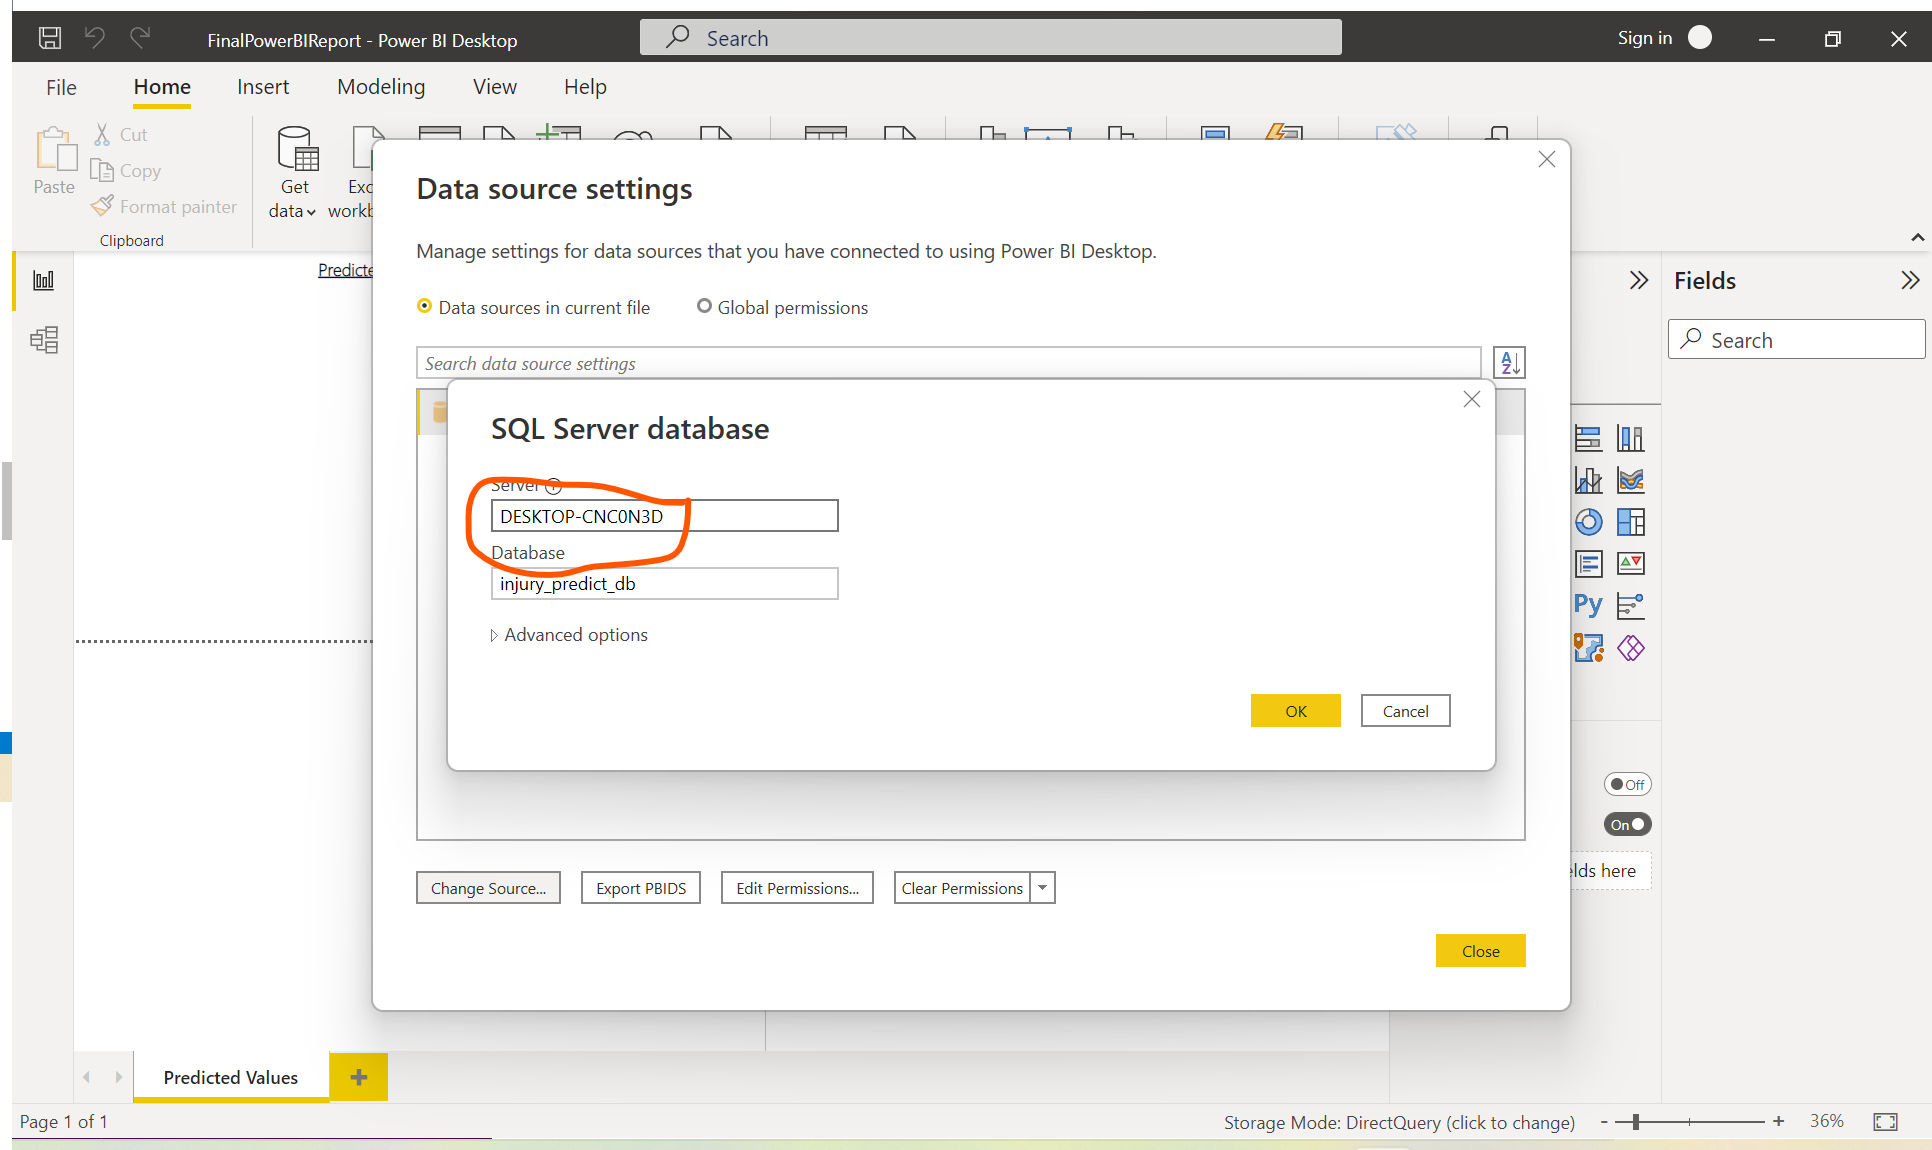 FinalPowerBIReport - Power BI Desktop
Search
Sign in
File
Home
Insert
Modeling
View
Help
Paste
Cut
Copy
Format painter
Clipboard
Get
data
Data source settings
Manage settings for data sources that you have connected to using Power BI Desktop.
Data sources in current file
Global permissions
Search data source settings
A
Z
SQL Server database
Server
DESKTOP-CNC0N3D
Database
injury_predict_db
Advanced options
OK
Cancel
Change Source...
Export PBIDS
Edit Permissions...
Clear Permissions
Close
Fields
Search
Py
Off
On
here
Predicted Values
+
Page 1 of 1
Storage Mode: DirectQuery (click to change)
- + 36%